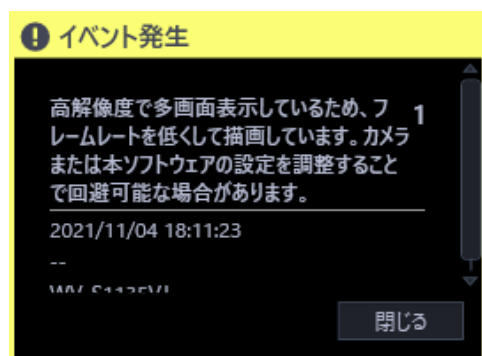 イベント発生
高解像度で多画面表示しているため、フ 1
レームレートを低くして描画しています。カメラ
または本ソフトウェアの設定を調整すること
で回避可能な場合があります。
2021/11/04 18:11:23
--
閉じる